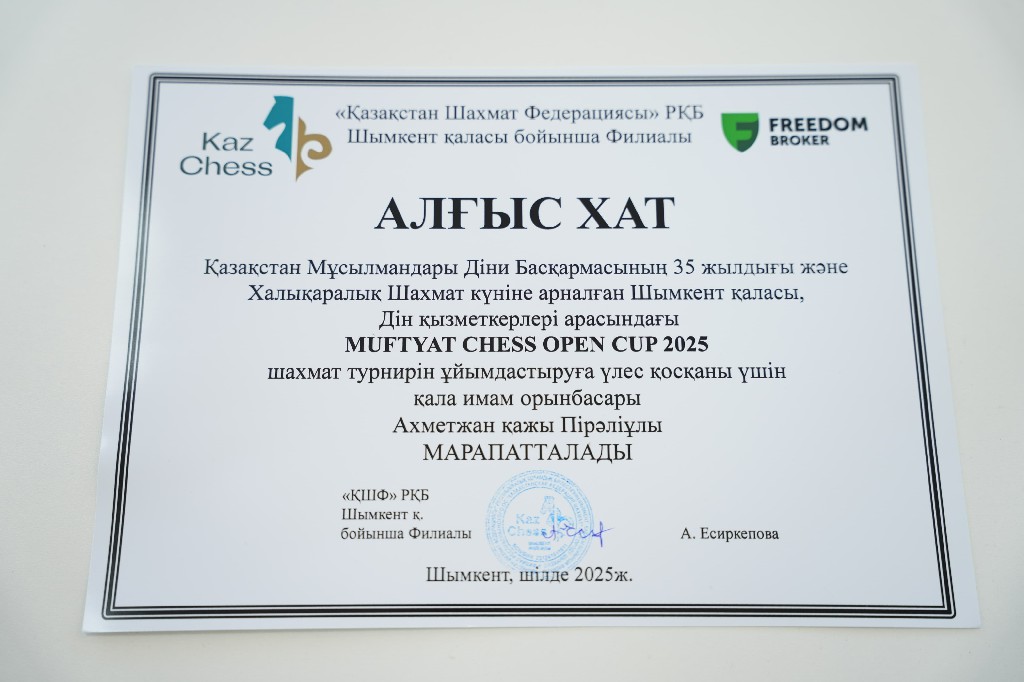 Kaz
Chess
«Қазақстан Шахмат Федерациясы» РҚБ
Шымкент қаласы бойынша Филиалы
FREEDOM
BROKER
АЛҒЫС ХАТ
Қазақстан Мұсылмандары Діни Басқармасының 35 жылдығы және
Халықаралық Шахмат күніне арналған Шымкент қаласы,
Дін қызметкерлері арасындағы
MUFTYAT CHESS OPEN CUP 2025
шахмат турнирін ұйымдастыруға үлес қосқаны үшін
қала имам орынбасары
Ахметжан қажы Пірәліұлы
МАРАПАТТАЛАДЫ
«ҚШФ» РҚБ
Шымкент қ.
бойынша Филиалы
Kaz
Chess
А. Есиркепова
Шымкент, шілде 2025ж.